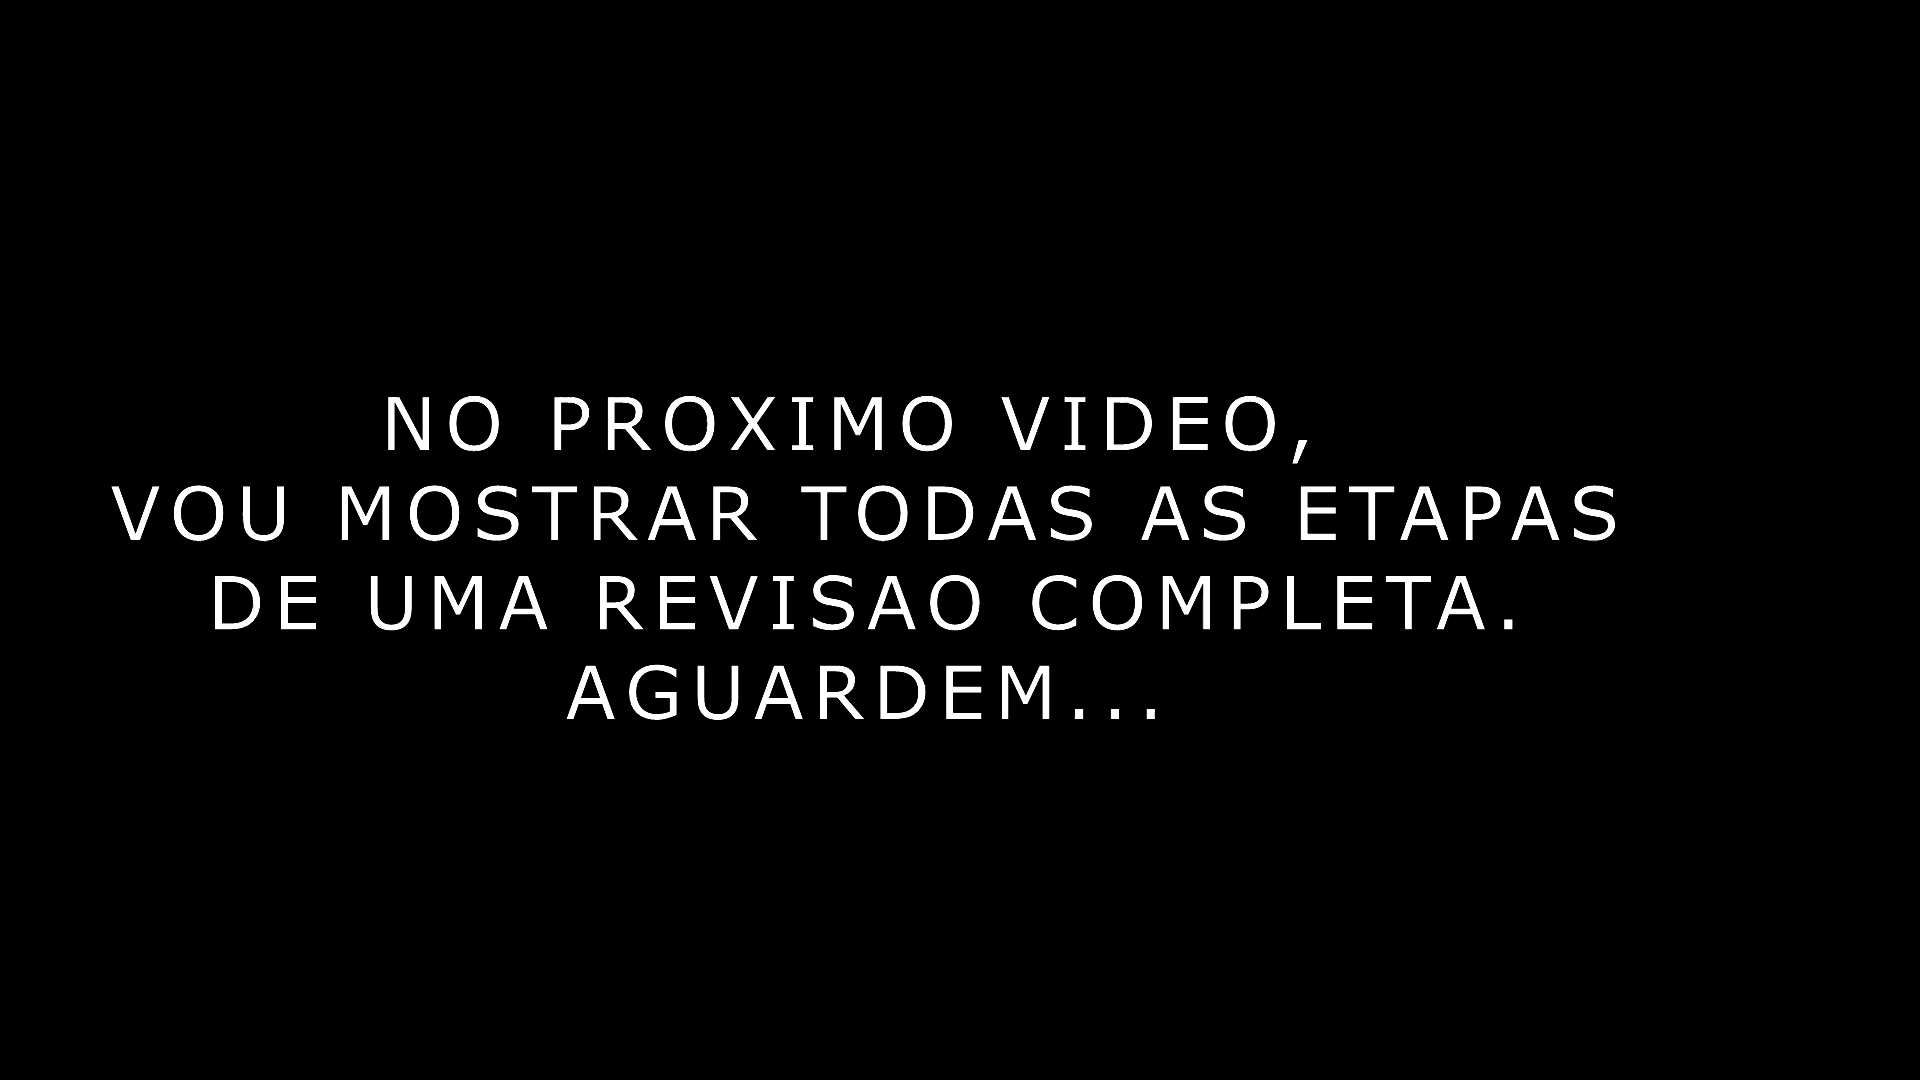 NO PROXIMO VIDEO,
VOU MOSTRAR TODAS AS ETAPAS
DE UMA REVISAO COMPLETA.
AGUARDEM...